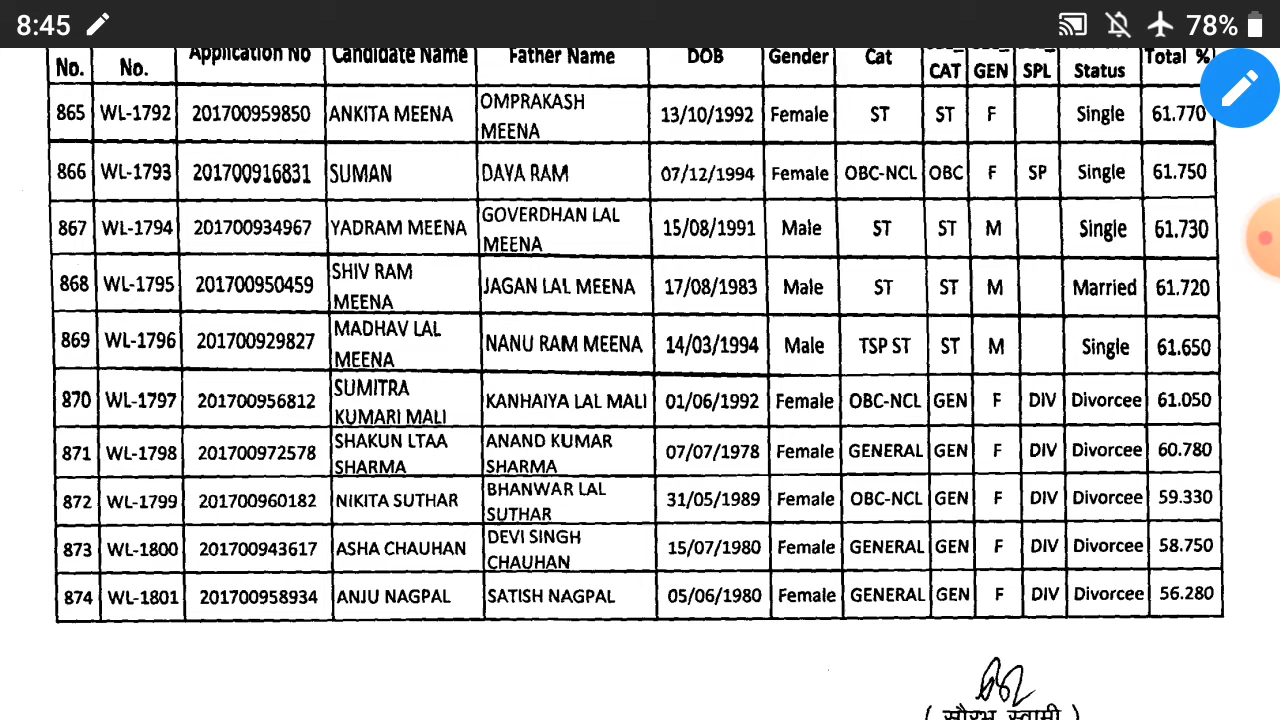 8:45 78%
No. No. Application No Candidate Name Father Name DOB Gender Cat CAT GEN SPL Status Total %
865 WL-1792 201700959850 ANKITA MEENA OMPRAKASH MEENA 13/10/1992 Female ST ST F Single 61.770
866 WL-1793 201700916831 SUMAN DAYA RAM 07/12/1994 Female OBC-NCL OBC F SP Single 61.750
867 WL-1794 201700934967 YADRAM MEENA GOVERDHAN LAL MEENA 15/08/1991 Male ST ST M Single 61.730
868 WL-1795 201700950459 SHIV RAM MEENA JAGAN LAL MEENA 17/08/1983 Male ST ST M Married 61.720
869 WL-1796 201700929827 MADHAV LAL MEENA NANU RAM MEENA 14/03/1994 Male TSP ST ST M Single 61.650
870 WL-1797 201700956812 SUMITRA KUMARI MALI KANHAIYA LAL MALI 01/06/1992 Female OBC-NCL GEN F DIV Divorcee 61.050
871 WL-1798 201700972578 SHAKUN LTAA SHARMA ANAND KUMAR SHARMA 07/07/1978 Female GENERAL GEN F DIV Divorcee 60.780
872 WL-1799 201700960182 NIKITA SUTHAR BHANWAR LAL SUTHAR 31/05/1989 Female OBC-NCL GEN F DIV Divorcee 59.330
873 WL-1800 201700943617 ASHA CHAUHAN DEVI SINGH CHAUHAN 15/07/1980 Female GENERAL GEN F DIV Divorcee 58.750
874 WL-1801 201700958934 ANJU NAGPAL SATISH NAGPAL 05/06/1980 Female GENERAL GEN F DIV Divorcee 56.280
( सौरभ स्वामी )